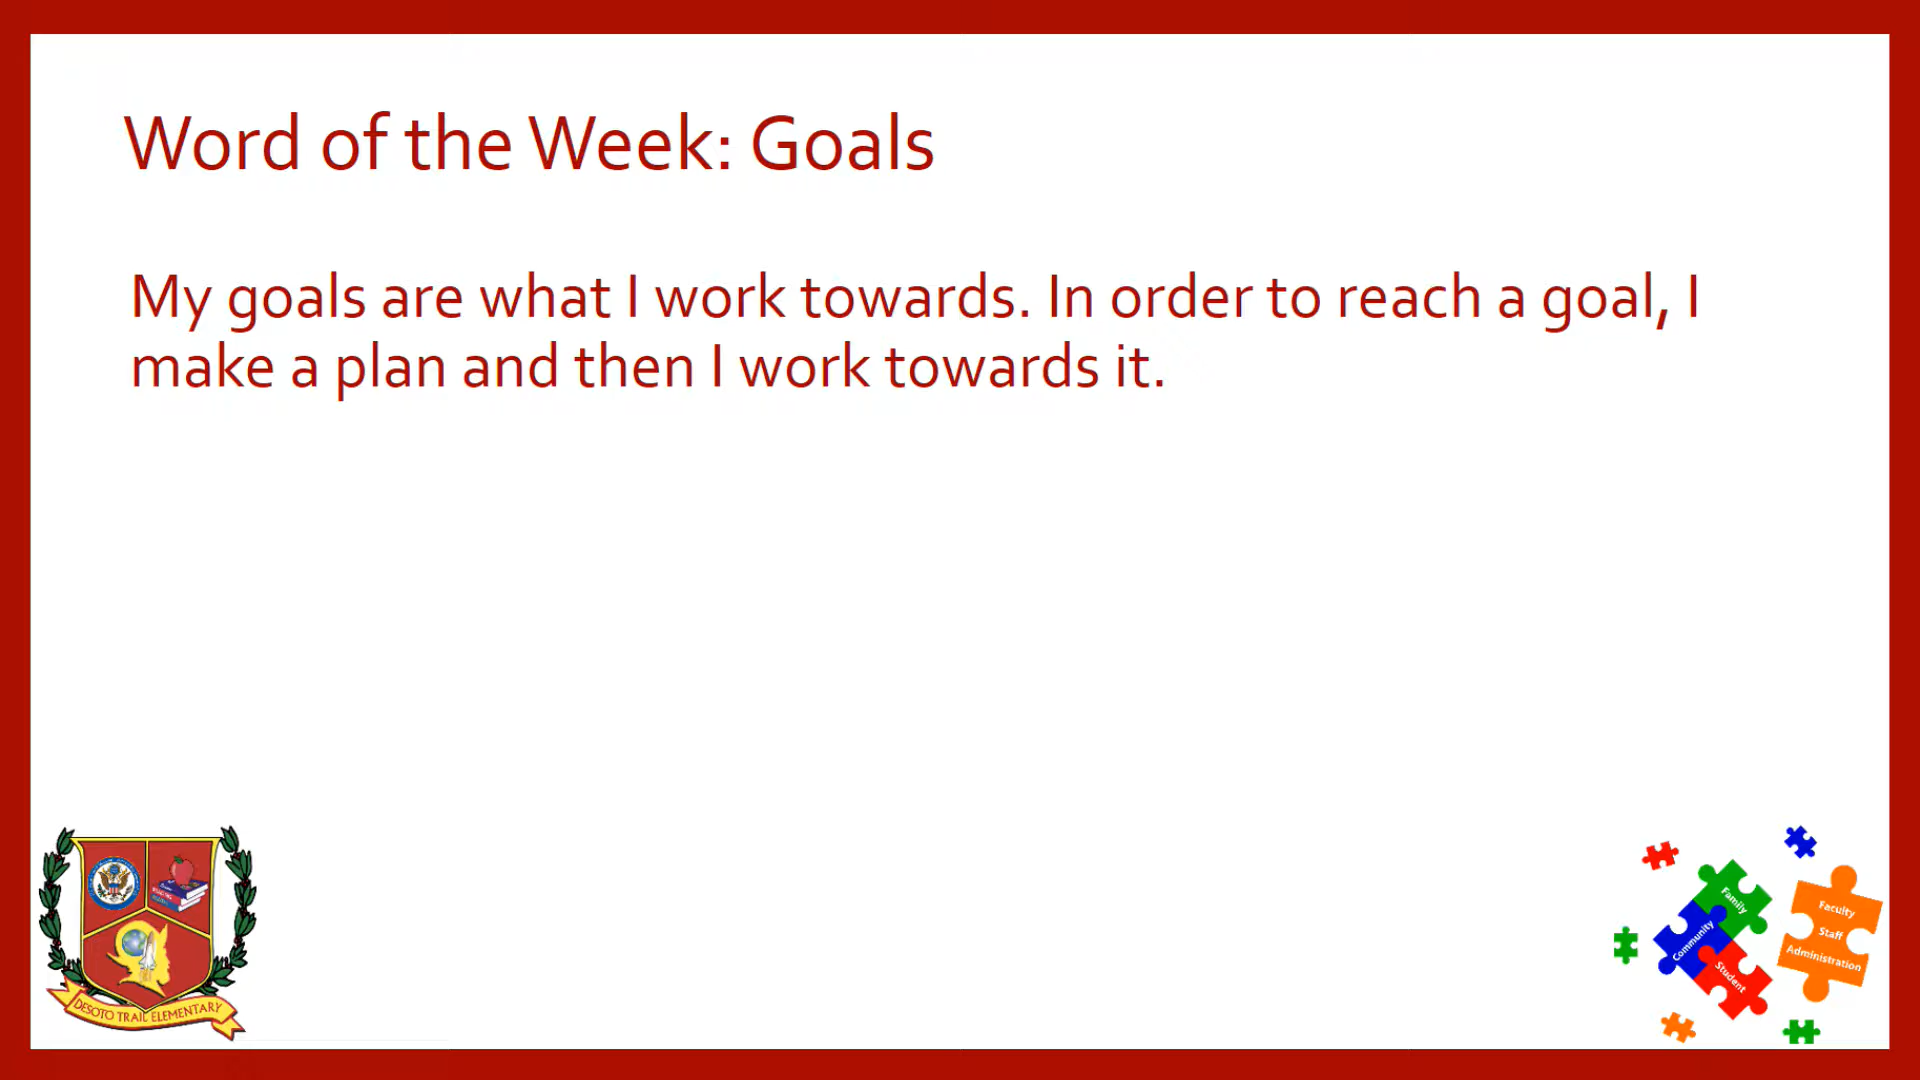 Word of the Week: Goals
My goals are what I work towards. In order to reach a goal, I
make a plan and then I work towards it.
DESOTO TRAIL ELEMENTARY
Family
Community
Student
Faculty
Staff
Administration